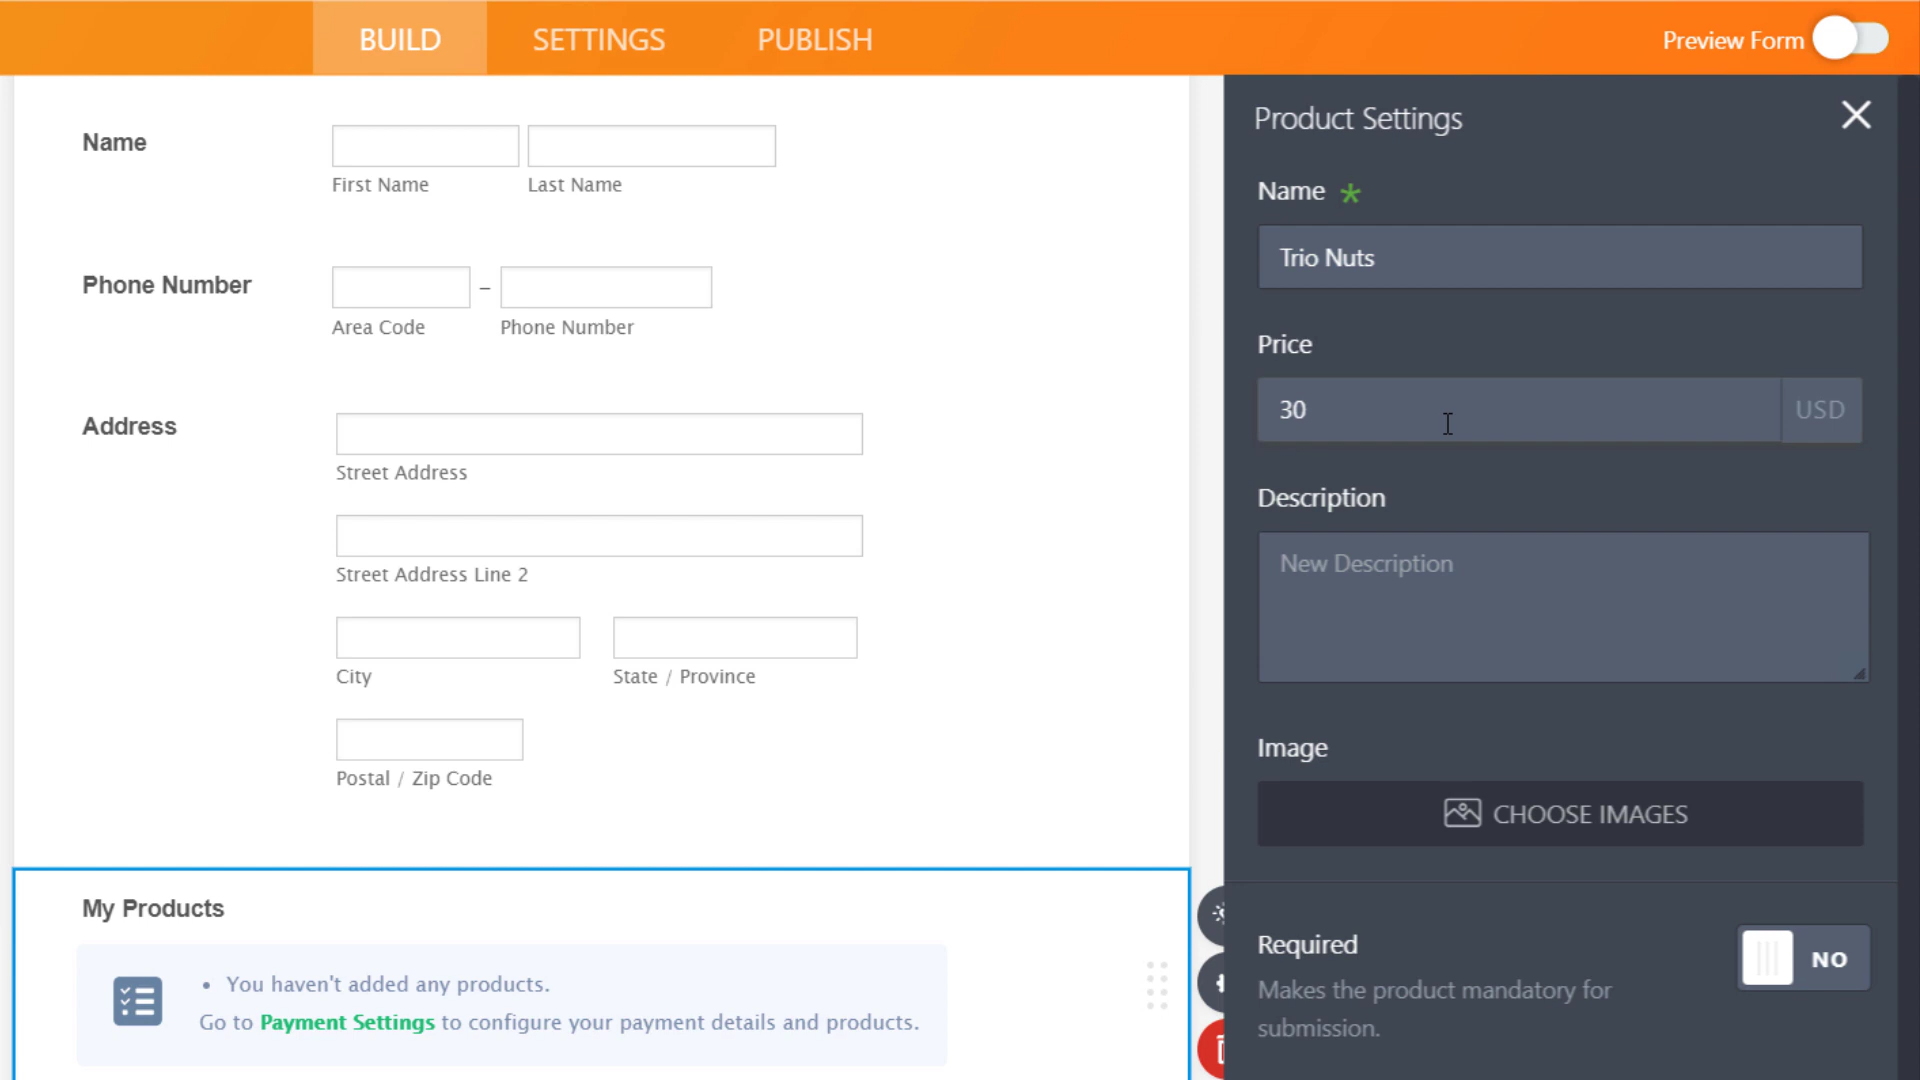 BUILD SETTINGS PUBLISH Preview Form
Name
First Name Last Name
Phone Number –
Area Code Phone Number
Address
Street Address
Street Address Line 2
City State / Province
Postal / Zip Code
My Products
• You haven't added any products.
Go to Payment Settings to configure your payment details and products.
Product Settings
Name *
Trio Nuts
Price
30 USD
Description
New Description
Image
CHOOSE IMAGES
Required NO
Makes the product mandatory for
submission.